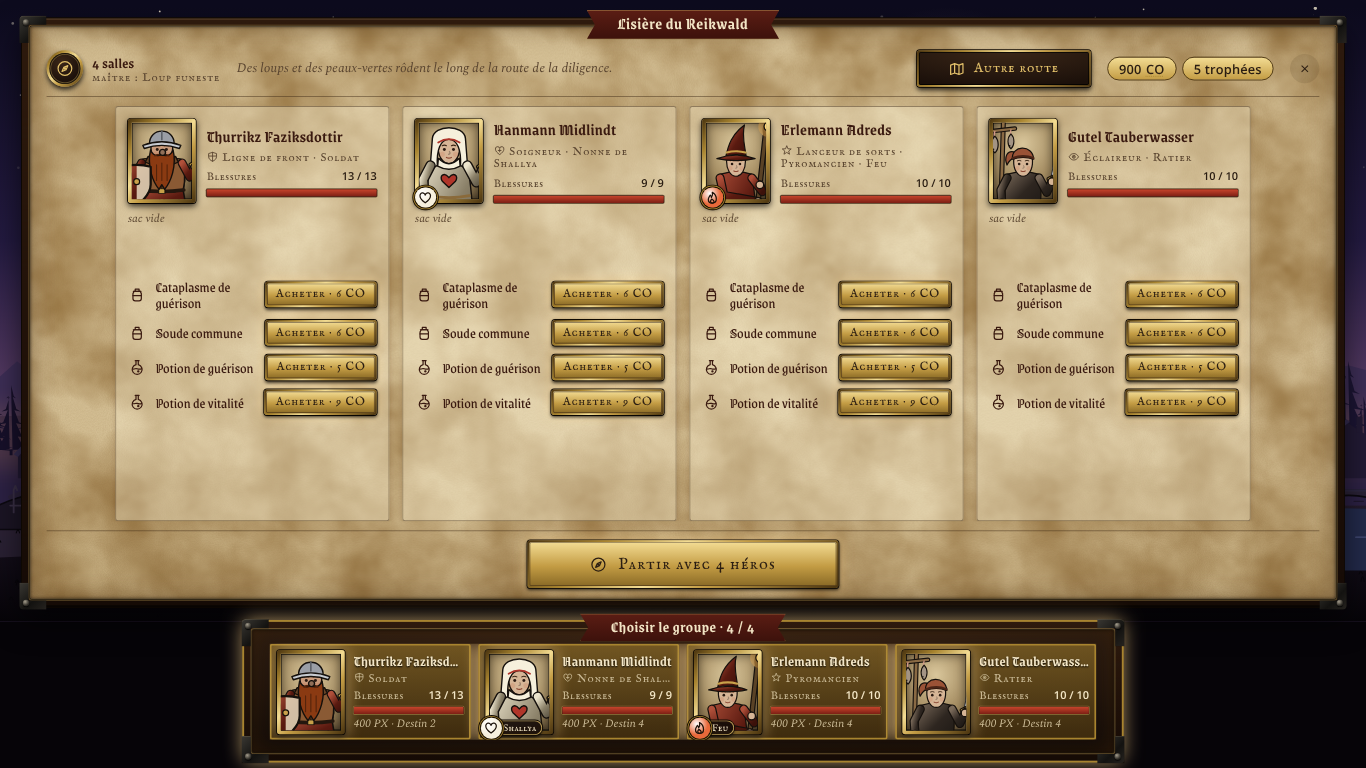 Lisière du Reikwald
4 salles
maître : Loup funeste
Des loups et des peaux-vertes rôdent le long de la route de la diligence.
Autre route
900 CO
5 trophées
×
Thurrikz Faziksdottir
Ligne de front · Soldat
Blessures 13 / 13
sac vide
Cataplasme de
guérison
Acheter · 6 CO
Soude commune
Acheter · 6 CO
Potion de guérison
Acheter · 5 CO
Potion de vitalité
Acheter · 9 CO
Hanmann Midlindt
Soigneur · Nonne de
Shallya
Blessures 9 / 9
sac vide
Cataplasme de
guérison
Acheter · 6 CO
Soude commune
Acheter · 6 CO
Potion de guérison
Acheter · 5 CO
Potion de vitalité
Acheter · 9 CO
Erlemann Adreds
Lanceur de sorts ·
Pyromancien · Feu
Blessures 10 / 10
sac vide
Cataplasme de
guérison
Acheter · 6 CO
Soude commune
Acheter · 6 CO
Potion de guérison
Acheter · 5 CO
Potion de vitalité
Acheter · 9 CO
Gutel Tauberwasser
Éclaireur · Ratier
Blessures 10 / 10
sac vide
Cataplasme de
guérison
Acheter · 6 CO
Soude commune
Acheter · 6 CO
Potion de guérison
Acheter · 5 CO
Potion de vitalité
Acheter · 9 CO
Partir avec 4 héros
Choisir le groupe · 4 / 4
Thurrikz Faziksd...
Soldat
Blessures 13 / 13
400 PX · Destin 2
Hanmann Midlindt
Nonne de Shal...
Blessures 9 / 9
400 PX · Destin 4
Shallya
Erlemann Adreds
Pyromancien
Blessures 10 / 10
400 PX · Destin 4
Feu
Gutel Tauberwass...
Ratier
Blessures 10 / 10
400 PX · Destin 4